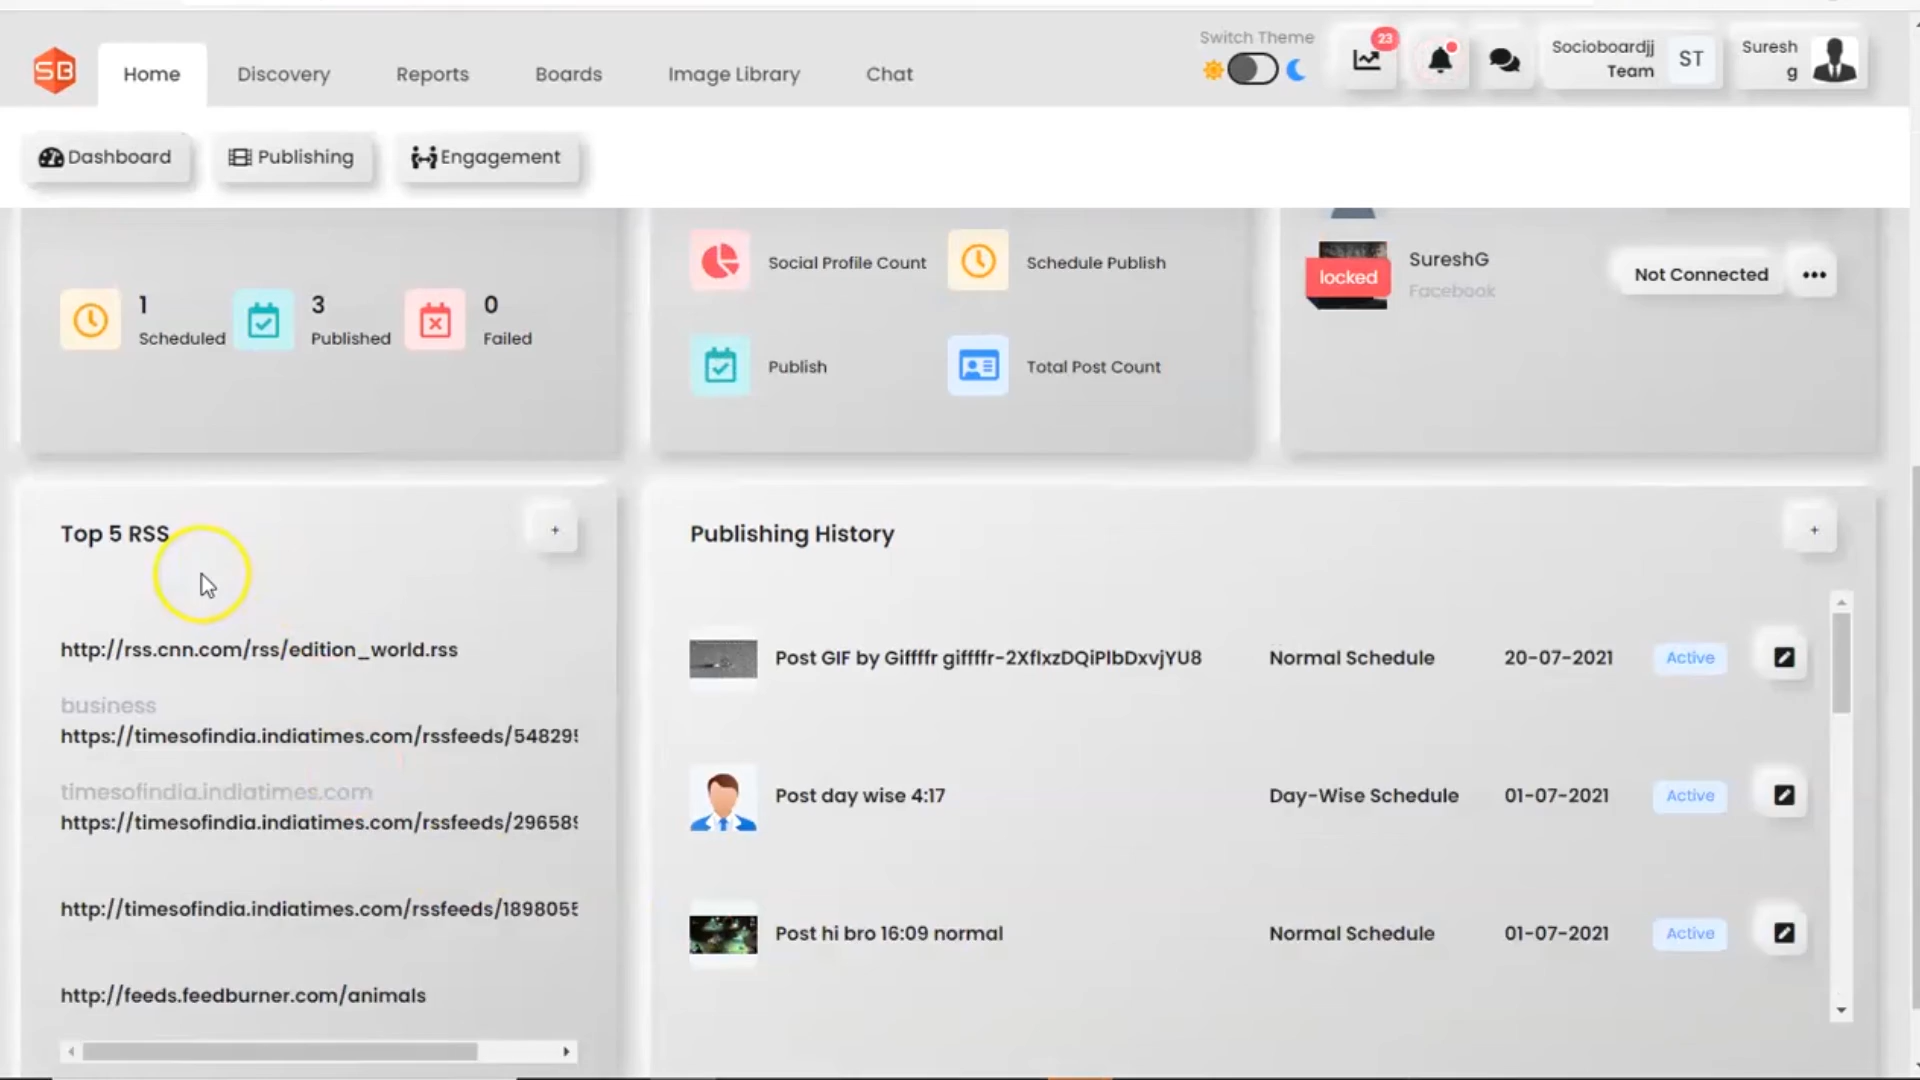 SB
Home
Discovery
Reports
Boards
Image Library
Chat
Switch Theme
23
Socioboardjj
Team
ST
Suresh
g
Dashboard
Publishing
Engagement
1
Scheduled
3
Published
0
Failed
Social Profile Count
Schedule Publish
Publish
Total Post Count
locked
SureshG
Facebook
Not Connected
•••
Top 5 RSS
+
http://rss.cnn.com/rss/edition_world.rss
business
https://timesofindia.indiatimes.com/rssfeeds/548295
timesofindia.indiatimes.com
https://timesofindia.indiatimes.com/rssfeeds/296589
http://timesofindia.indiatimes.com/rssfeeds/1898055
http://feeds.feedburner.com/animals
Publishing History
+
Post GIF by Gifffffr giffffr-2XfIxzDQiPlbDxvjYU8 Normal Schedule 20-07-2021 Active
Post day wise 4:17 Day-Wise Schedule 01-07-2021 Active
Post hi bro 16:09 normal Normal Schedule 01-07-2021 Active